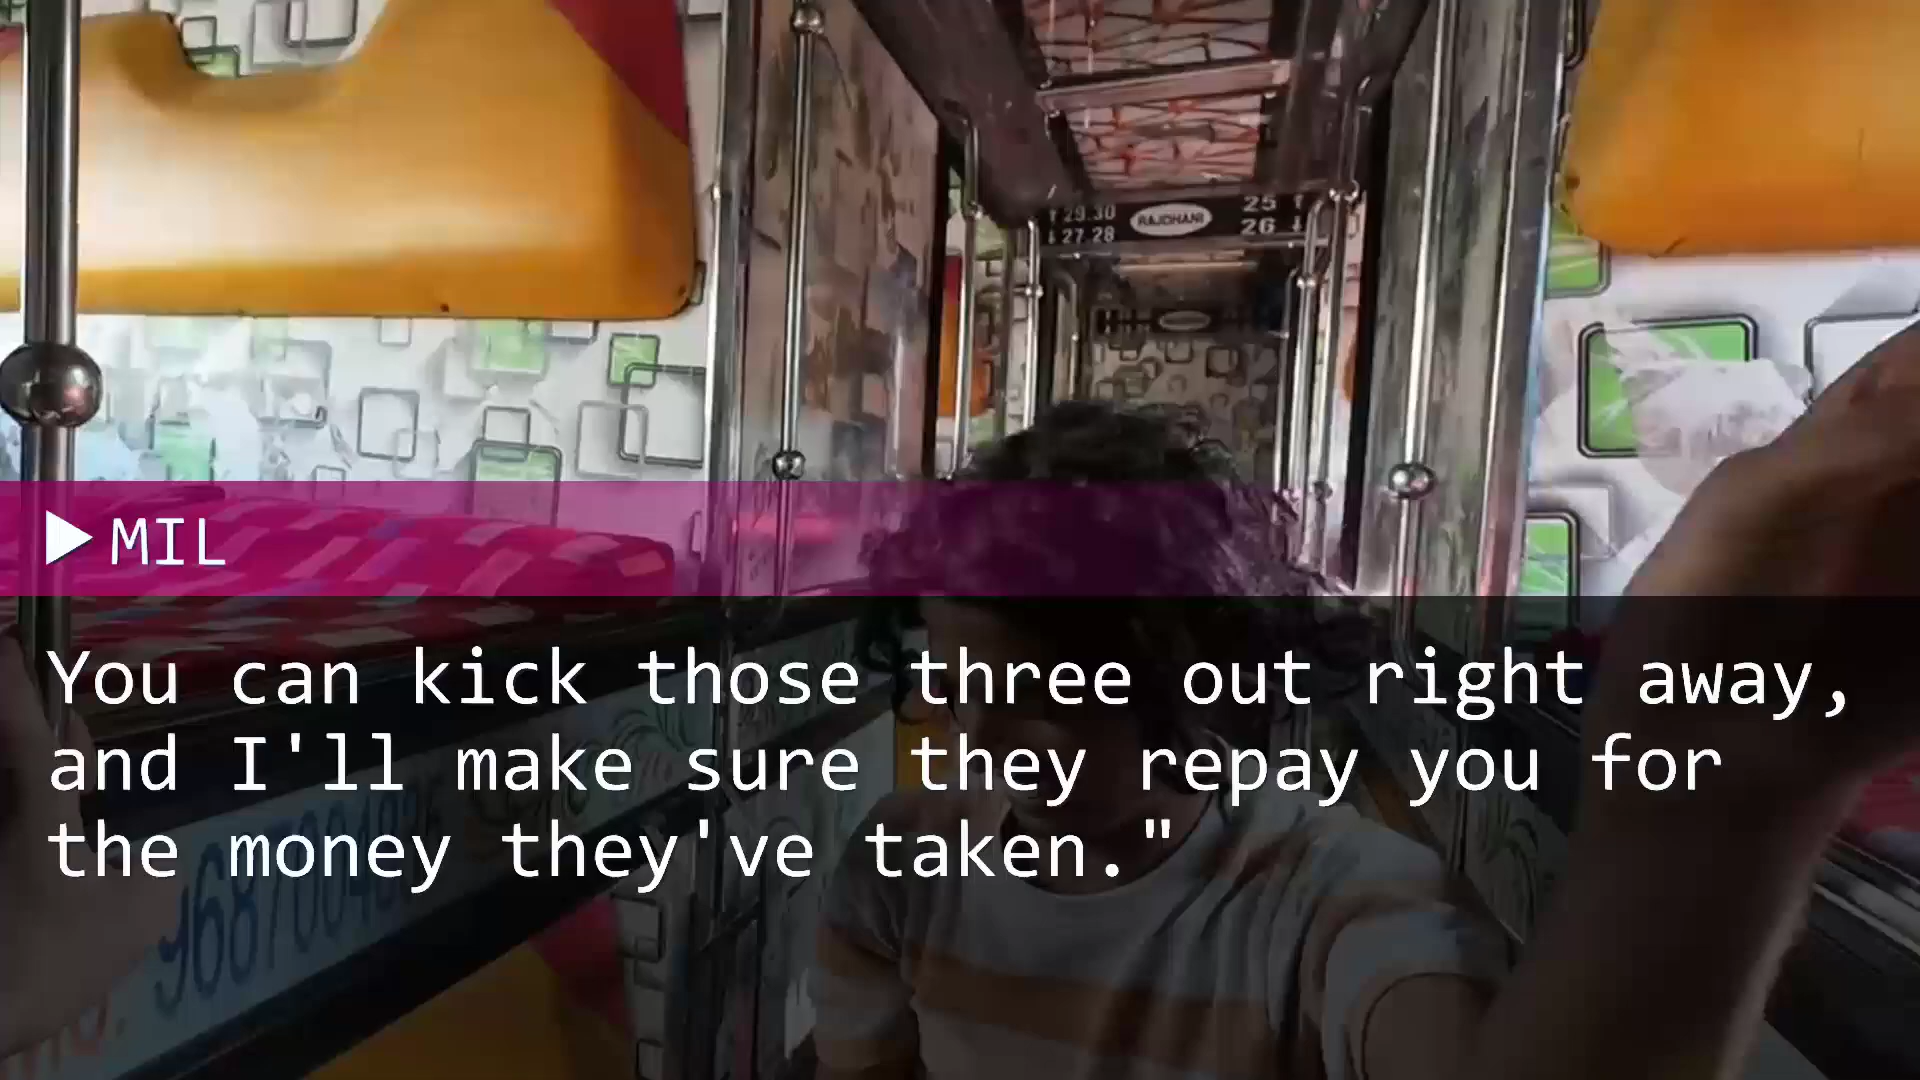 ↑29.30 RAJDHANI 25 ↑
↓27.28 26 ↓
▶MIL
You can kick those three out right away,
and I'll make sure they repay you for
the money they've taken."